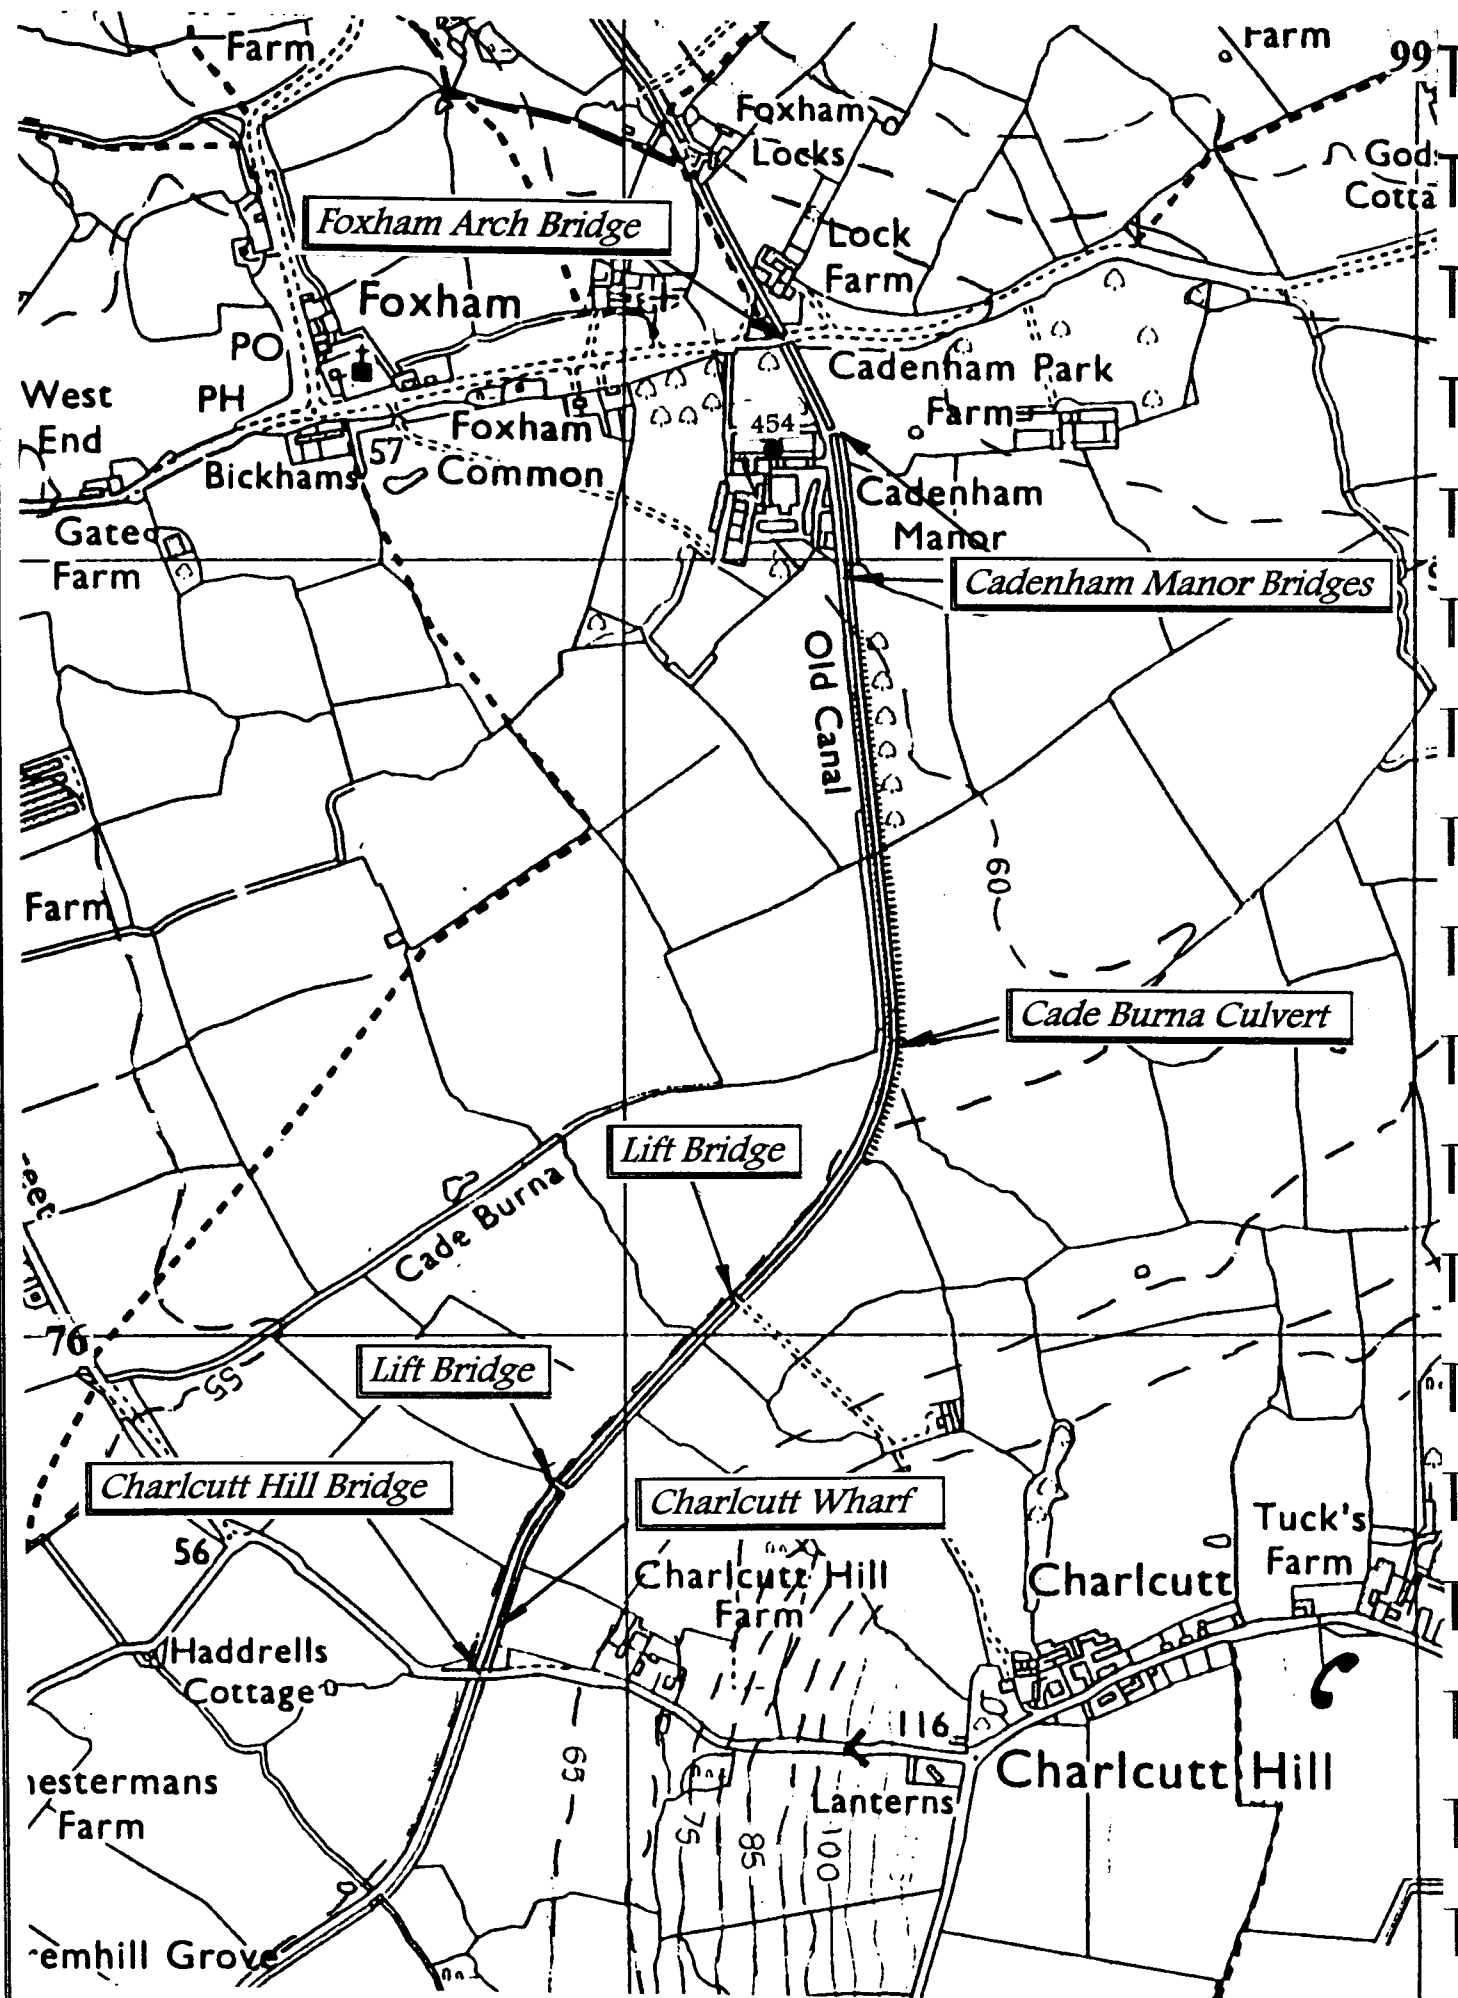 Farm
Farm
99
Foxham
Locks
God
Cotta
Foxham Arch Bridge
Lock
Farm
Foxham
PO
Cadenham Park
Farm
West
End
PH
Foxham
Common
454
57
Bickhams
Cadenham
Manor
Gate
Farm
Cadenham Manor Bridges
Old Canal
60
Farm
Cade Burna Culvert
Lift Bridge
eet
Cade Burna
76
Lift Bridge
55
Charlcutt Hill Bridge
Charlcutt Wharf
Tuck's
Farm
56
Charlcutt Hill
Farm
Charlcutt
Haddrells
Cottage
116
65
Charlcutt Hill
estermans
Farm
Lanterns
75
85
100
emhill Grove